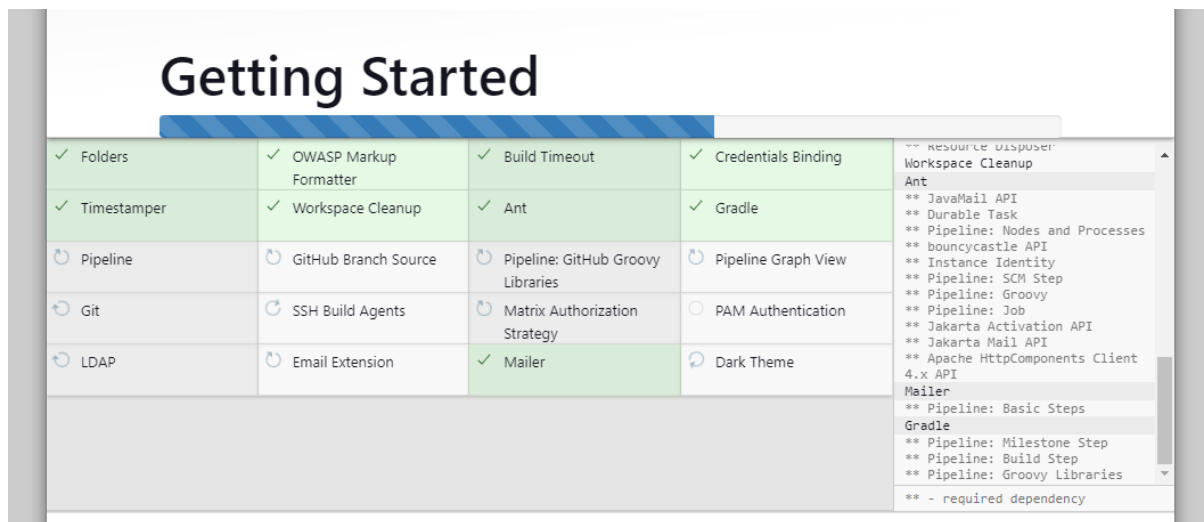 Getting Started
Folders
OWASP Markup
Formatter
Build Timeout
Credentials Binding
Timestamper
Workspace Cleanup
Ant
Gradle
Pipeline
GitHub Branch Source
Pipeline: GitHub Groovy
Libraries
Pipeline Graph View
Git
SSH Build Agents
Matrix Authorization
Strategy
PAM Authentication
LDAP
Email Extension
Mailer
Dark Theme
** Resource Disposer
Workspace Cleanup
Ant
** JavaMail API
** Durable Task
** Pipeline: Nodes and Processes
** bouncycastle API
** Instance Identity
** Pipeline: SCM Step
** Pipeline: Groovy
** Pipeline: Job
** Jakarta Activation API
** Jakarta Mail API
** Apache HttpComponents Client
4.x API
Mailer
** Pipeline: Basic Steps
Gradle
** Pipeline: Milestone Step
** Pipeline: Build Step
** Pipeline: Groovy Libraries
** - required dependency